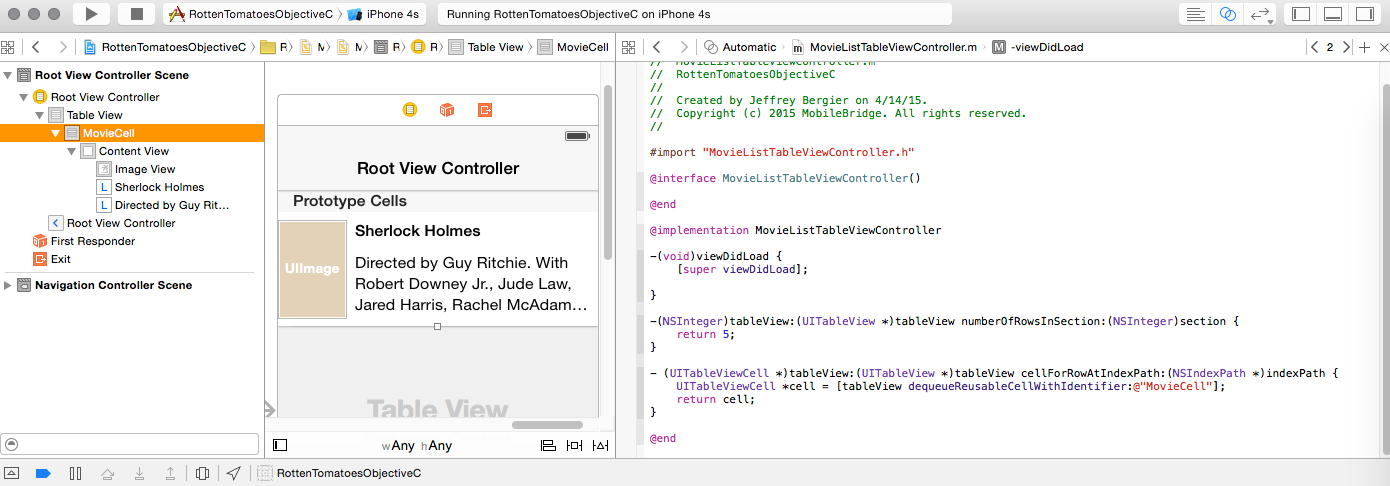 RottenTomatoesObjectiveC iPhone 4s Running RottenTomatoesObjectiveC on iPhone 4s
RottenTomatoesObjectiveC R M M R R Table View MovieCell
Automatic MovieListTableViewController.m M -viewDidLoad 2
Root View Controller Scene
Root View Controller
Table View
MovieCell
Content View
Image View
L Sherlock Holmes
L Directed by Guy Rit...
Root View Controller
First Responder
Exit
Navigation Controller Scene
Root View Controller
Prototype Cells
UIImage
Sherlock Holmes
Directed by Guy Ritchie. With
Robert Downey Jr., Jude Law,
Jared Harris, Rachel McAdam...
Table View
wAny hAny
// MovieListTableViewController.m
// RottenTomatoesObjectiveC
//
// Created by Jeffrey Bergier on 4/14/15.
// Copyright (c) 2015 MobileBridge. All rights reserved.
//
#import "MovieListTableViewController.h"
@interface MovieListTableViewController()
@end
@implementation MovieListTableViewController
-(void)viewDidLoad {
[super viewDidLoad];
}
-(NSInteger)tableView:(UITableView *)tableView numberOfRowsInSection:(NSInteger)section {
return 5;
}
- (UITableViewCell *)tableView:(UITableView *)tableView cellForRowAtIndexPath:(NSIndexPath *)indexPath {
UITableViewCell *cell = [tableView dequeueReusableCellWithIdentifier:@"MovieCell"];
return cell;
}
@end
RottenTomatoesObjectiveC